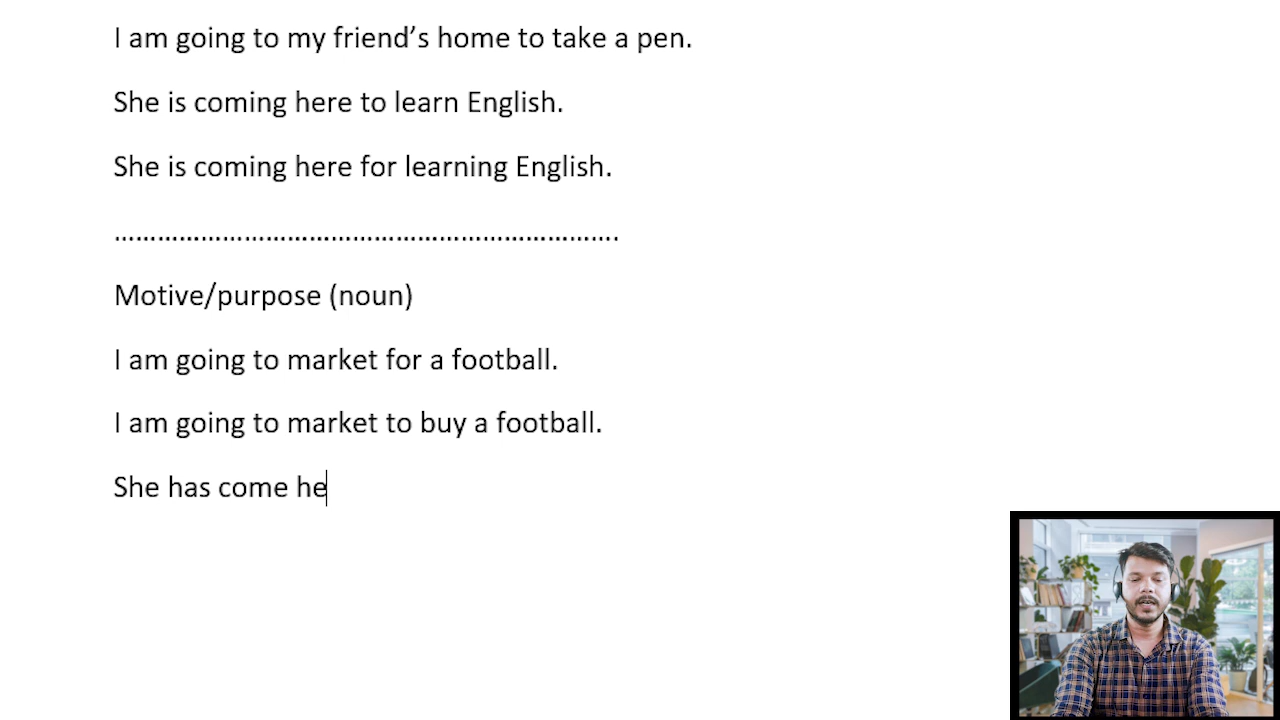 I am going to my friend’s home to take a pen.
She is coming here to learn English.
She is coming here for learning English.
…………………………………………………………….
Motive/purpose (noun)
I am going to market for a football.
I am going to market to buy a football.
She has come he